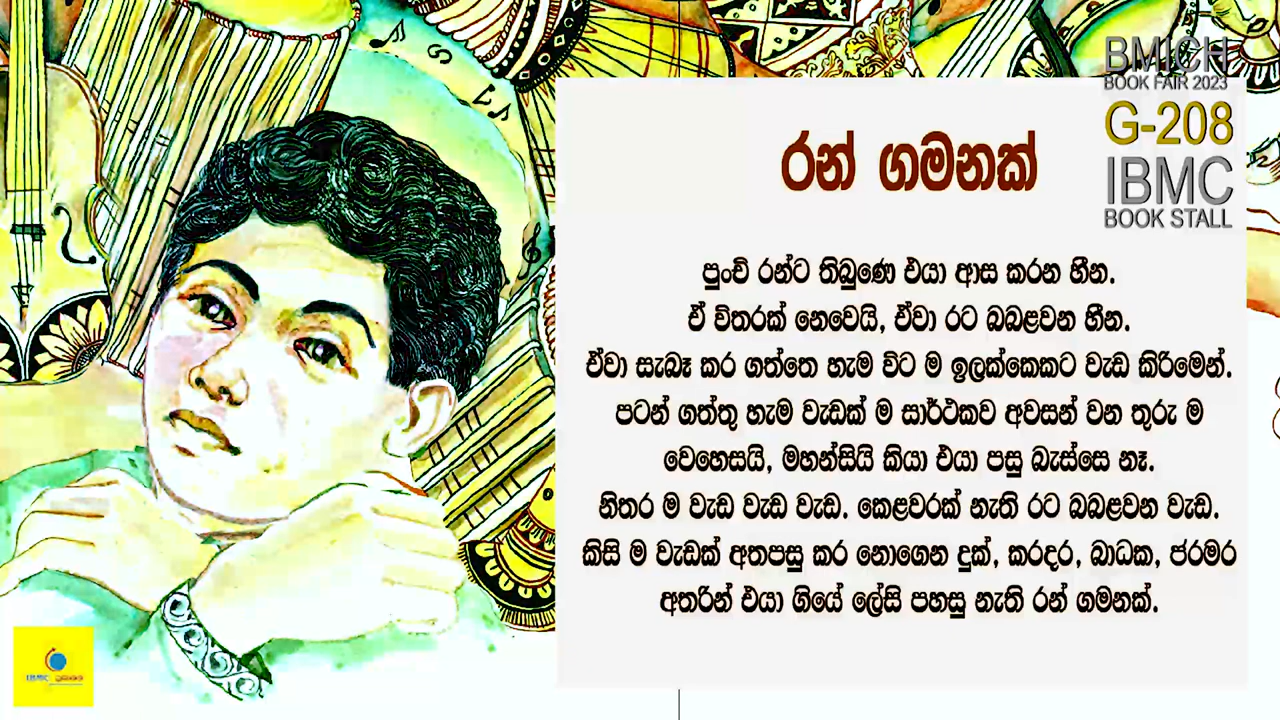 BMICH
BOOK FAIR 2023
G-208
IBMC
BOOK STALL
රන් ගමනක්
පුංචි රන්ට තිබුණෙ එයා ආස කරන හීන.
ඒ විතරක් නෙවෙයි, ඒවා රට බබළවන හීන.
ඒවා සැබෑ කර ගත්තෙ හැම විට ම ඉලක්කෙකට වැඩ කිරිමෙන්.
පටන් ගත්තු හැම වැඩක් ම සාර්ථකව අවසන් වන තුරු ම
වෙහෙසයි, මහන්සියි කියා එයා පසු බැස්සෙ නෑ.
නිතර ම වැඩ වැඩ වැඩ. කෙළවරක් නැති රට බබළවන වැඩ.
කිසි ම වැඩක් අතපසු කර නොගෙන දුක්, කරදර, බාධක, ජරමර
අතරින් එයා ගියේ ලේසි පහසු නැති රන් ගමනක්.
IBMC